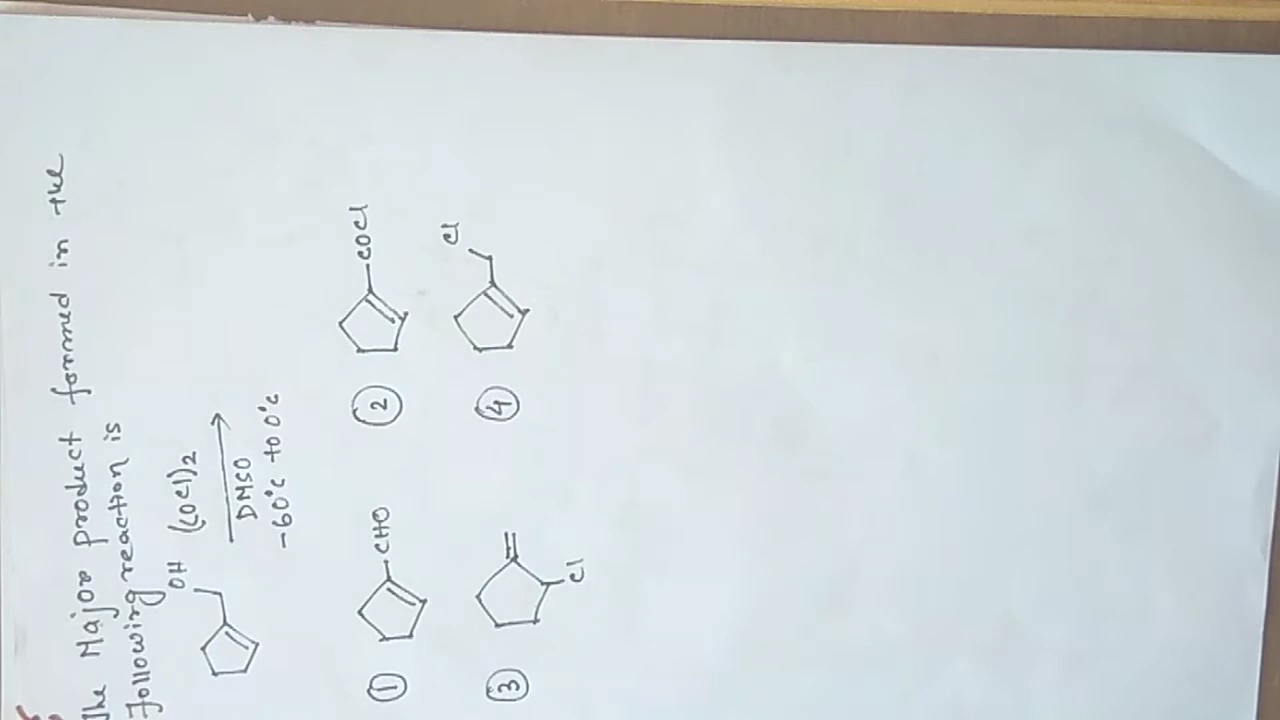 The Major product formed in the
following reaction is
OH (COCl)2
DMSO
-60°C to 0°C
① CHO ② COCl
③ Cl ④ Cl